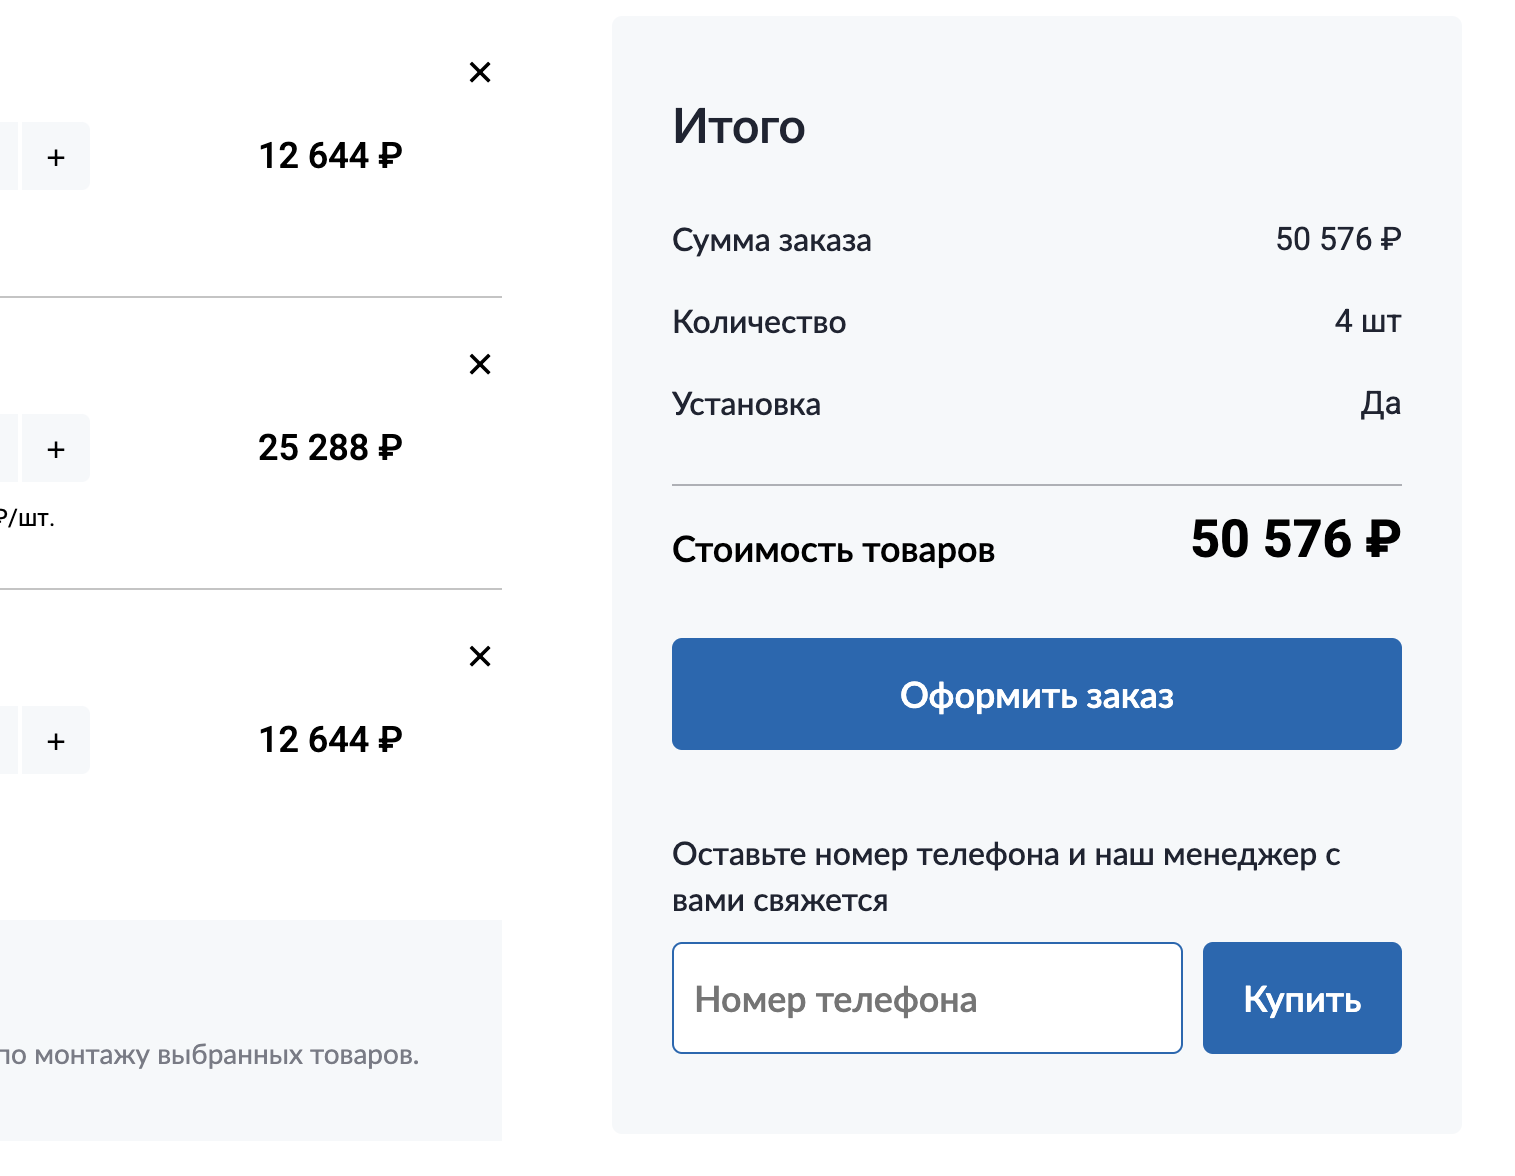 12 644 ₽
25 288 ₽
₽/шт.
12 644 ₽
по монтажу выбранных товаров.
Итого
Сумма заказа 50 576 ₽
Количество 4 шт
Установка Да
Стоимость товаров 50 576 ₽
Оформить заказ
Оставьте номер телефона и наш менеджер с
вами свяжется
Номер телефона Купить